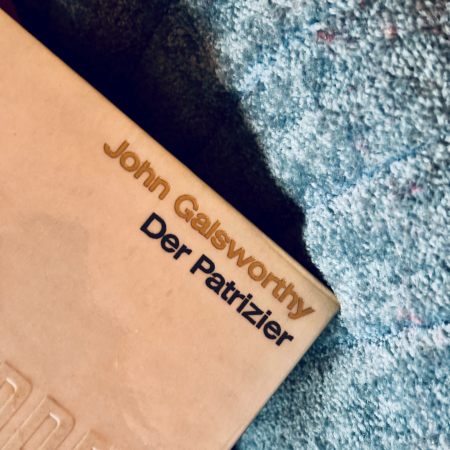 John Galsworthy
Der Patrizier